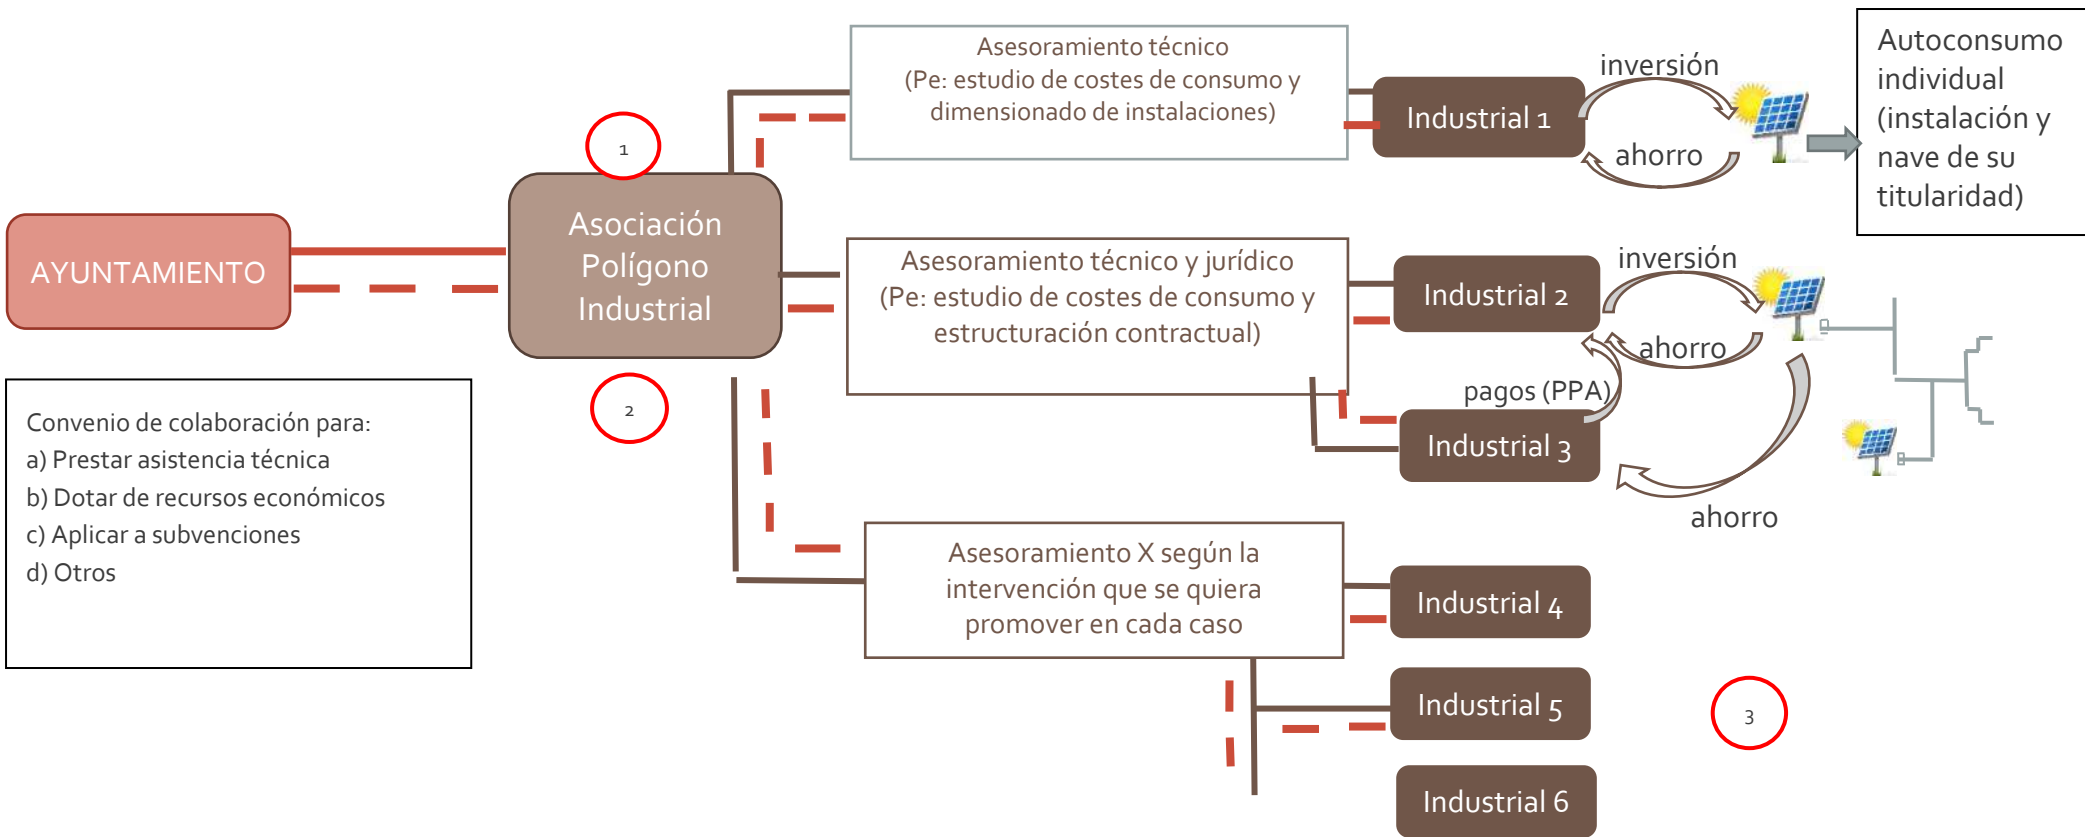 AYUNTAMIENTO
Convenio de colaboración para:
a) Prestar asistencia técnica
b) Dotar de recursos económicos
c) Aplicar a subvenciones
d) Otros
1
Asociación
Polígono
Industrial
2
Asesoramiento técnico
(Pe: estudio de costes de consumo y
dimensionado de instalaciones)
Industrial 1
inversión
ahorro
Autoconsumo
individual
(instalación y
nave de su
titularidad)
Asesoramiento técnico y jurídico
(Pe: estudio de costes de consumo y
estructuración contractual)
Industrial 2
inversión
ahorro
pagos (PPA)
Industrial 3
ahorro
Asesoramiento X según la
intervención que se quiera
promover en cada caso
Industrial 4
Industrial 5
Industrial 6
3